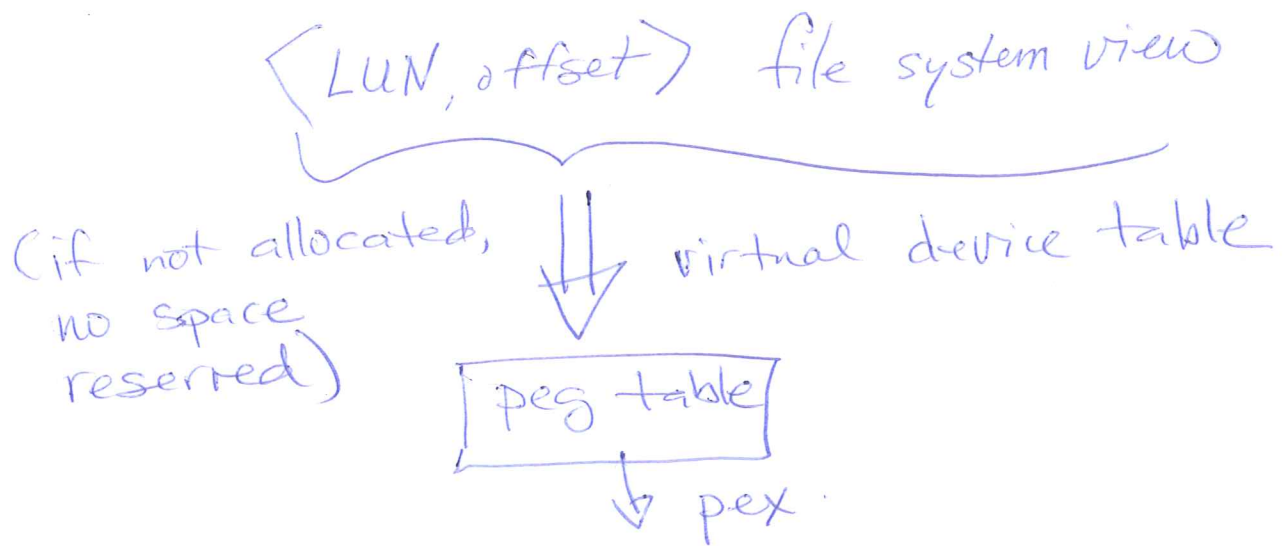 <LUN, offset> file system view
(if not allocated,
no space
reserved)
virtual device table
peg table
pex.